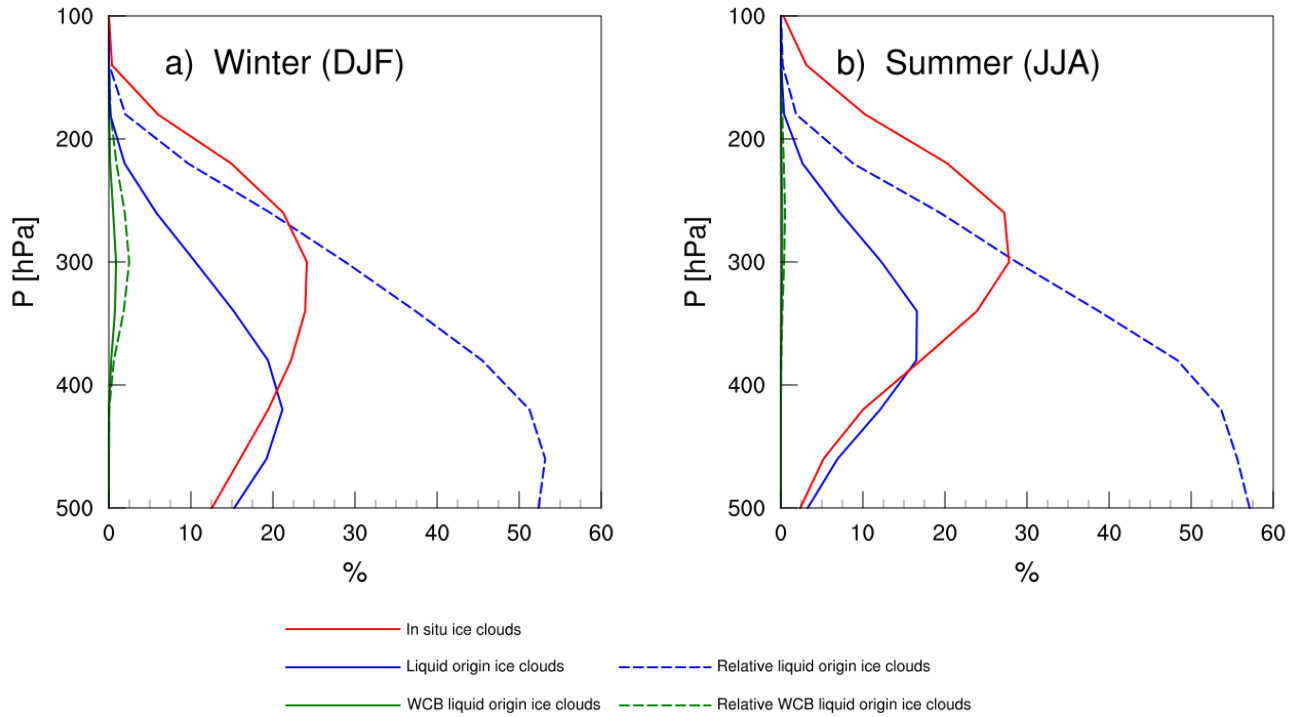 a) Winter (DJF)
100
200
300
400
500
P [hPa]
0 10 20 30 40 50 60
%
b) Summer (JJA)
100
200
300
400
500
P [hPa]
0 10 20 30 40 50 60
%
In situ ice clouds
Liquid origin ice clouds Relative liquid origin ice clouds
WCB liquid origin ice clouds Relative WCB liquid origin ice clouds